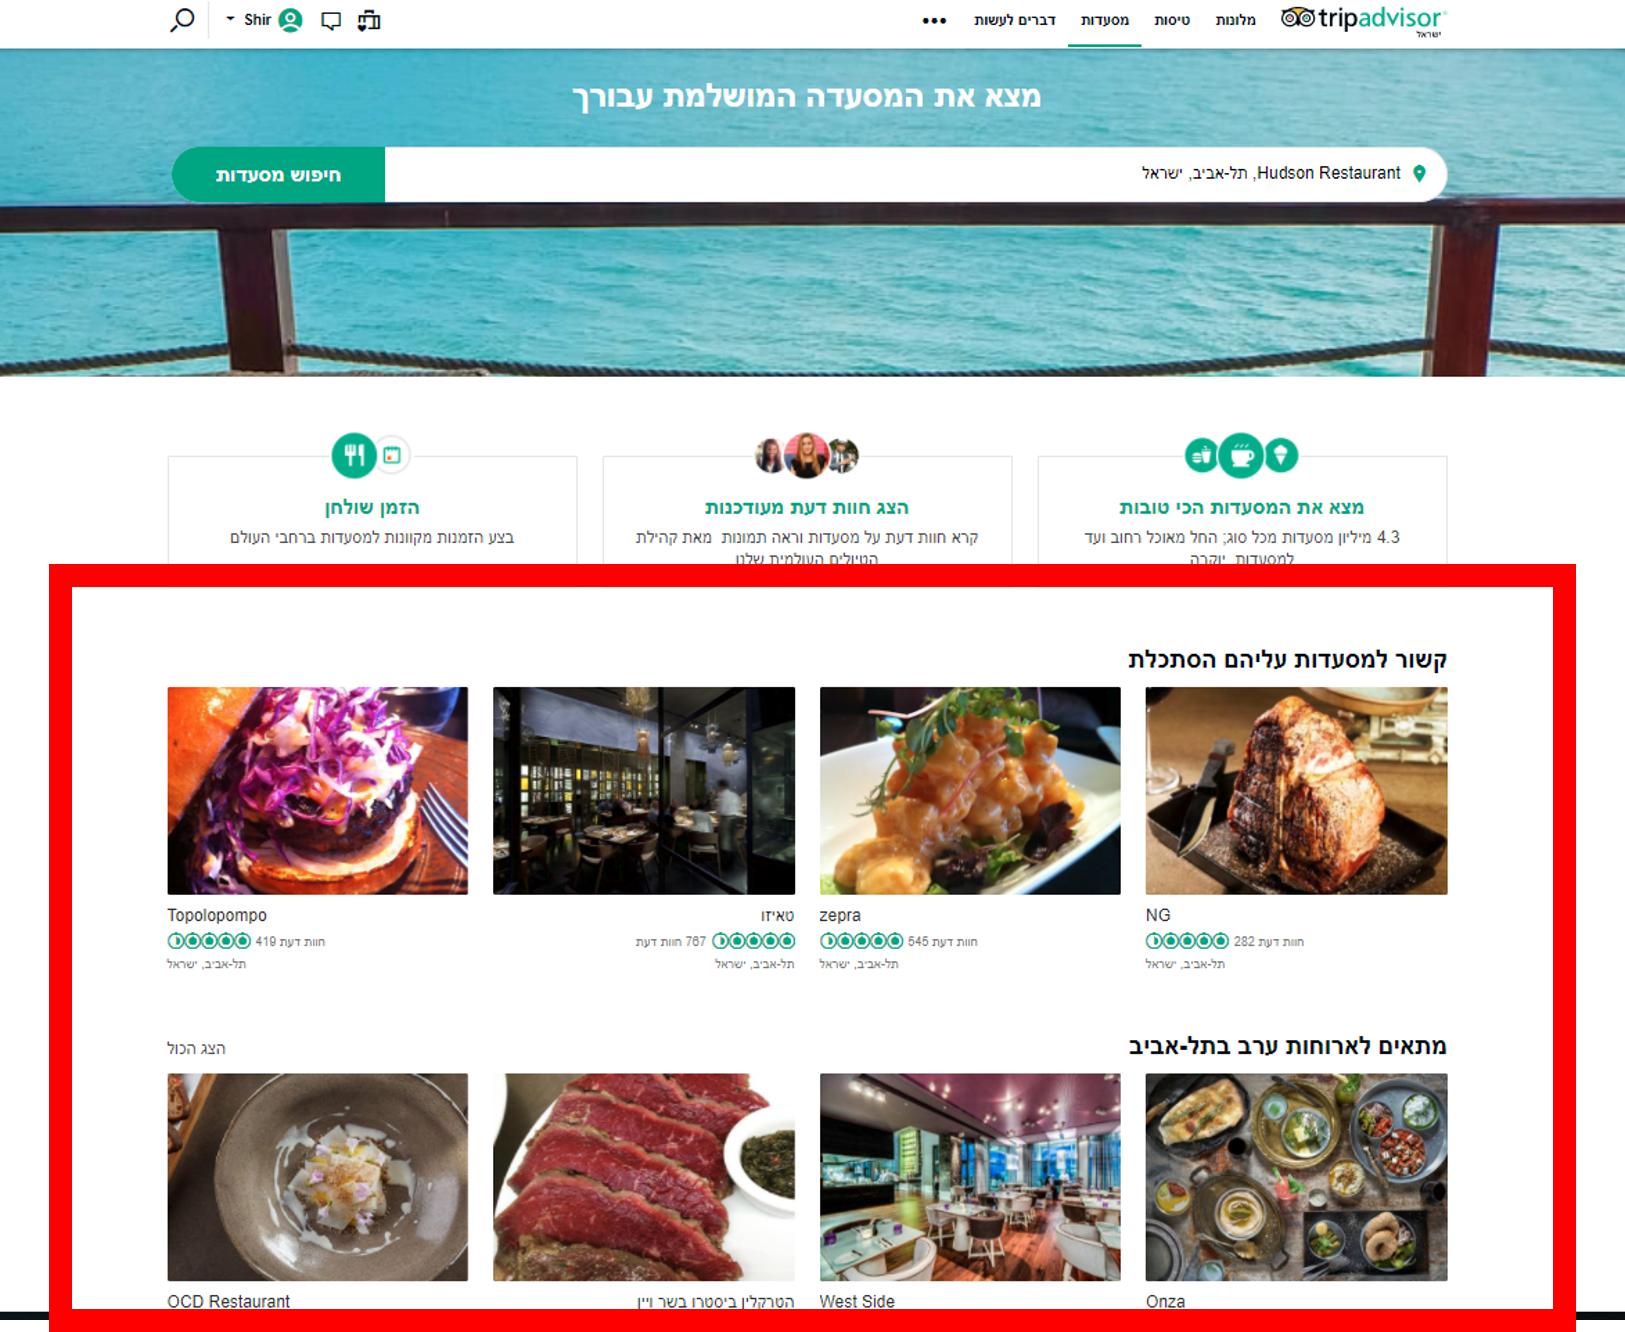 tripadvisor
ישראל
מלונות
טיסות
מסעדות
דברים לעשות
•••
Shir
מצא את המסעדה המושלמת עבורך
Hudson Restaurant, תל-אביב, ישראל
חיפוש מסעדות
מצא את המסעדות הכי טובות
4.3 מיליון מסעדות מכל סוג; החל מאוכל רחוב ועד
למסעדות יוקרה
הצג חוות דעת מעודכנות
קרא חוות דעת על מסעדות וראה תמונות מאת קהילת
הטיולים העולמית שלנו
הזמן שולחן
בצע הזמנות מקוונות למסעדות ברחבי העולם
קשור למסעדות עליהם הסתכלת
NG
282 חוות דעת
תל-אביב, ישראל
zepra
545 חוות דעת
תל-אביב, ישראל
טאיזו
767 חוות דעת
תל-אביב, ישראל
Topolopompo
419 חוות דעת
תל-אביב, ישראל
מתאים לארוחות ערב בתל-אביב
הצג הכול
Onza
West Side
הטרקלין ביסטרו בשר ויין
OCD Restaurant